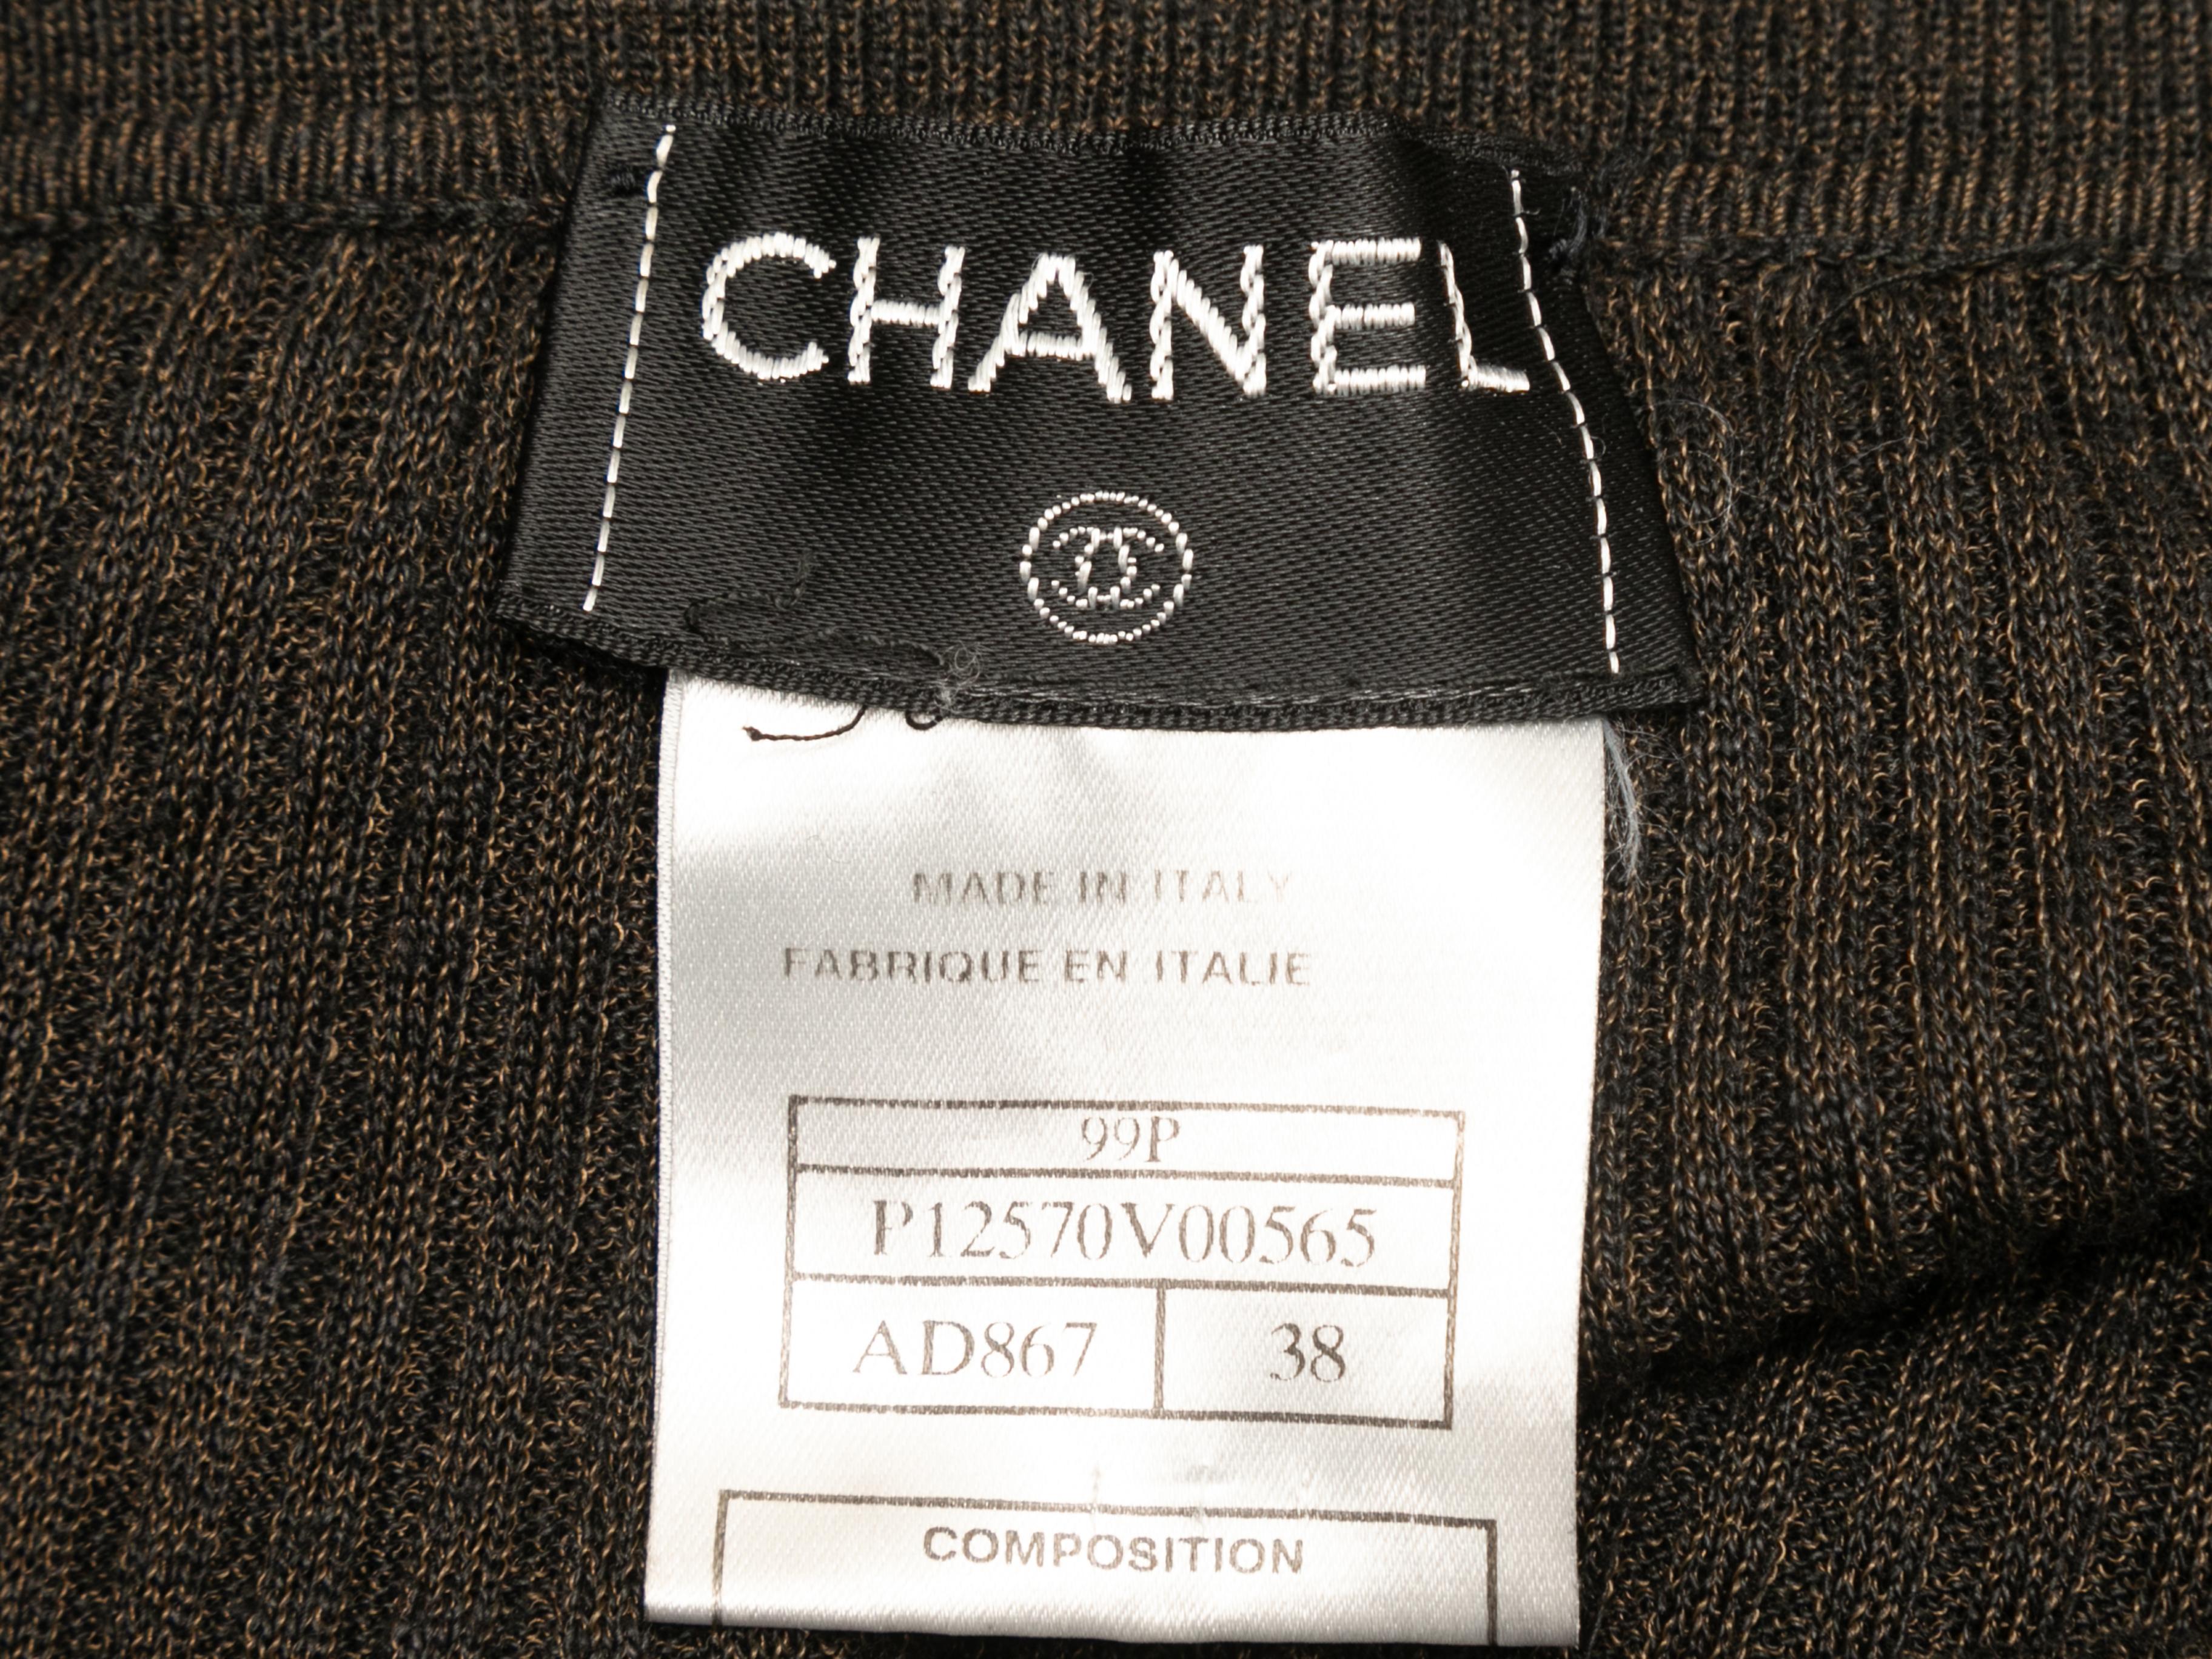 CHANEL
MADE IN ITALY
FABRIQUE EN ITALIE
99P
P12570V00565
AD867 38
COMPOSITION